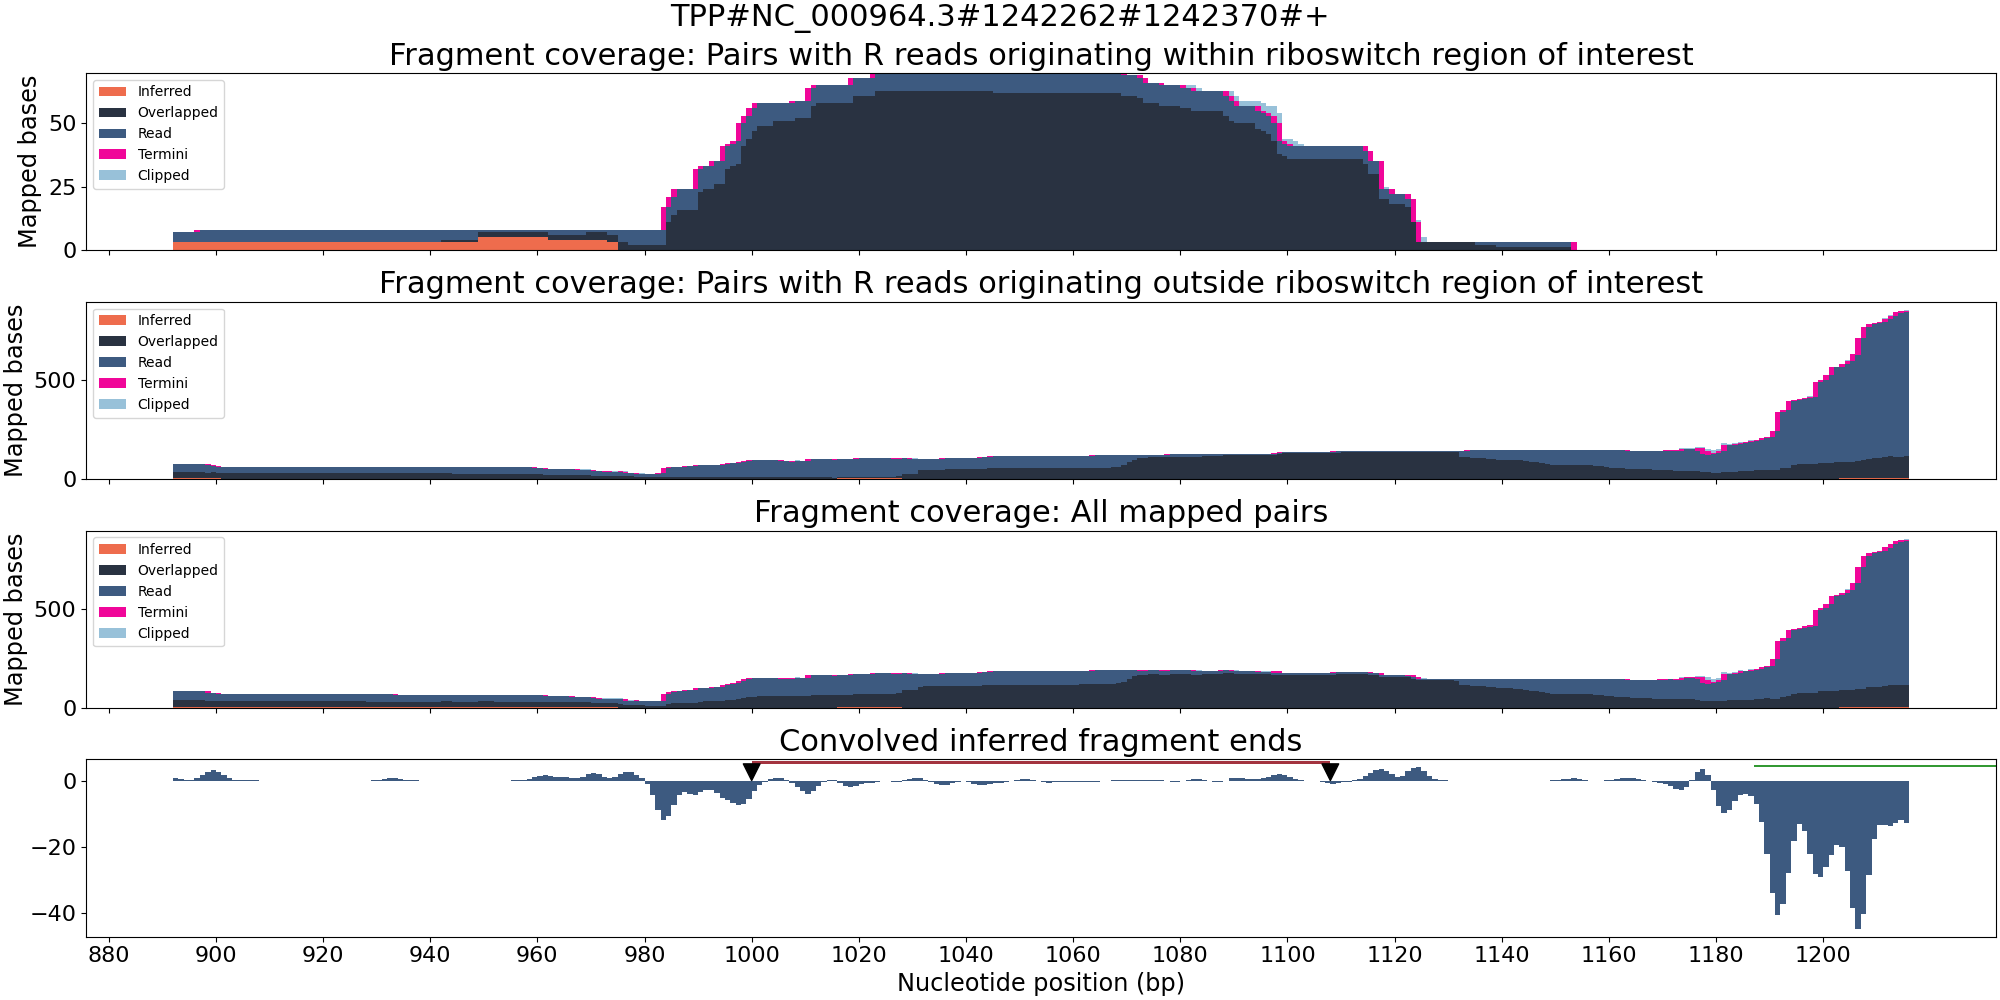 TPP#NC_000964.3#1242262#1242370#+
Fragment coverage: Pairs with R reads originating within riboswitch region of interest
Mapped bases
50
25
0
Inferred
Overlapped
Read
Termini
Clipped
Fragment coverage: Pairs with R reads originating outside riboswitch region of interest
Mapped bases
500
0
Inferred
Overlapped
Read
Termini
Clipped
Fragment coverage: All mapped pairs
Mapped bases
500
0
Inferred
Overlapped
Read
Termini
Clipped
Convolved inferred fragment ends
0
−20
−40
880 900 920 940 960 980 1000 1020 1040 1060 1080 1100 1120 1140 1160 1180 1200
Nucleotide position (bp)